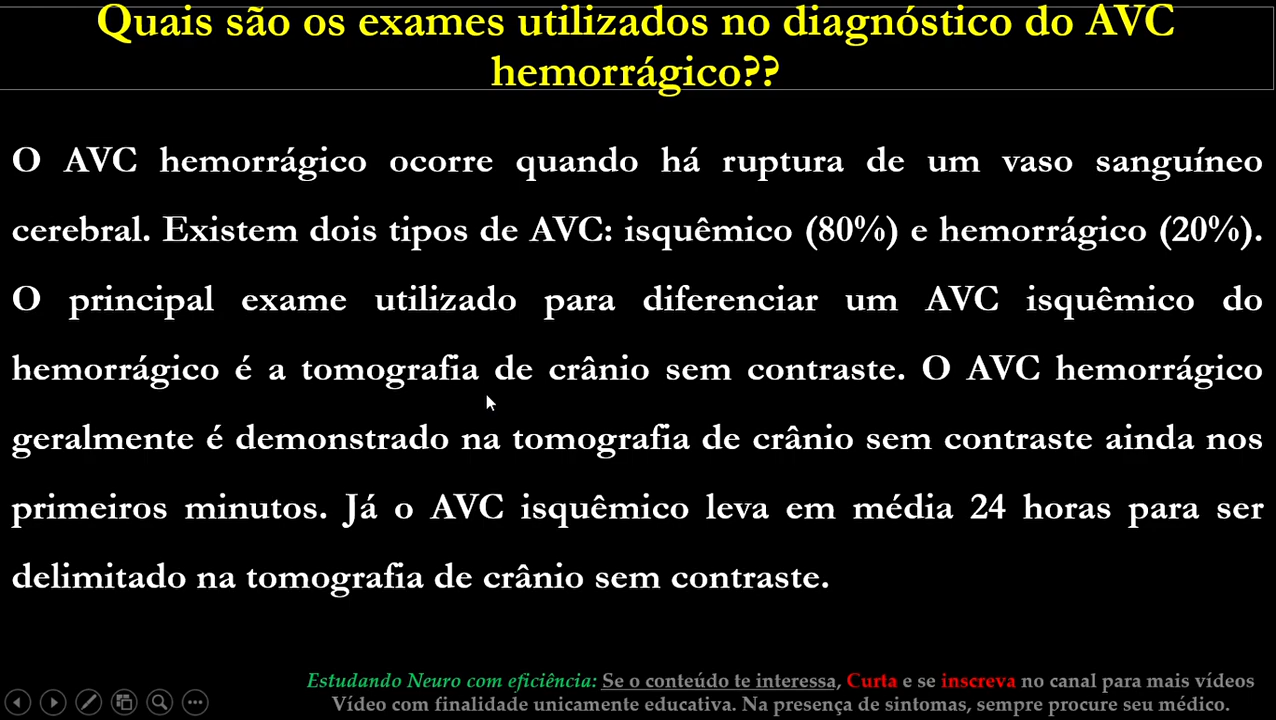 Quais são os exames utilizados no diagnóstico do AVC
hemorrágico??
O AVC hemorrágico ocorre quando há ruptura de um vaso sanguíneo
cerebral. Existem dois tipos de AVC: isquêmico (80%) e hemorrágico (20%).
O principal exame utilizado para diferenciar um AVC isquêmico do
hemorrágico é a tomografia de crânio sem contraste. O AVC hemorrágico
geralmente é demonstrado na tomografia de crânio sem contraste ainda nos
primeiros minutos. Já o AVC isquêmico leva em média 24 horas para ser
delimitado na tomografia de crânio sem contraste.
Estudando Neuro com eficiência: Se o conteúdo te interessa, Curta e se inscreva no canal para mais vídeos
Vídeo com finalidade unicamente educativa. Na presença de sintomas, sempre procure seu médico.